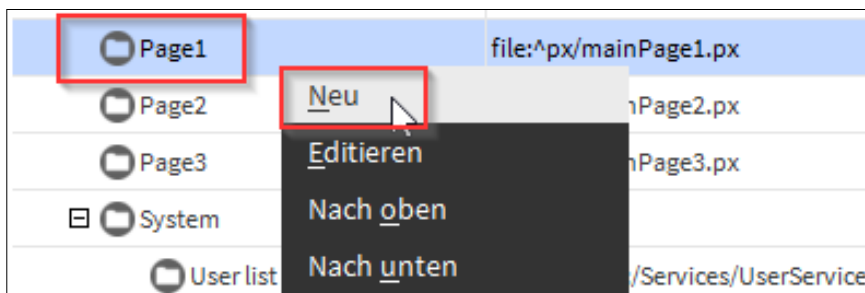 Page1 file:^px/mainPage1.px
Neu
Page2 nPage2.px
Editieren
Page3 nPage3.px
Nach oben
System
Nach unten
User list /Services/UserService